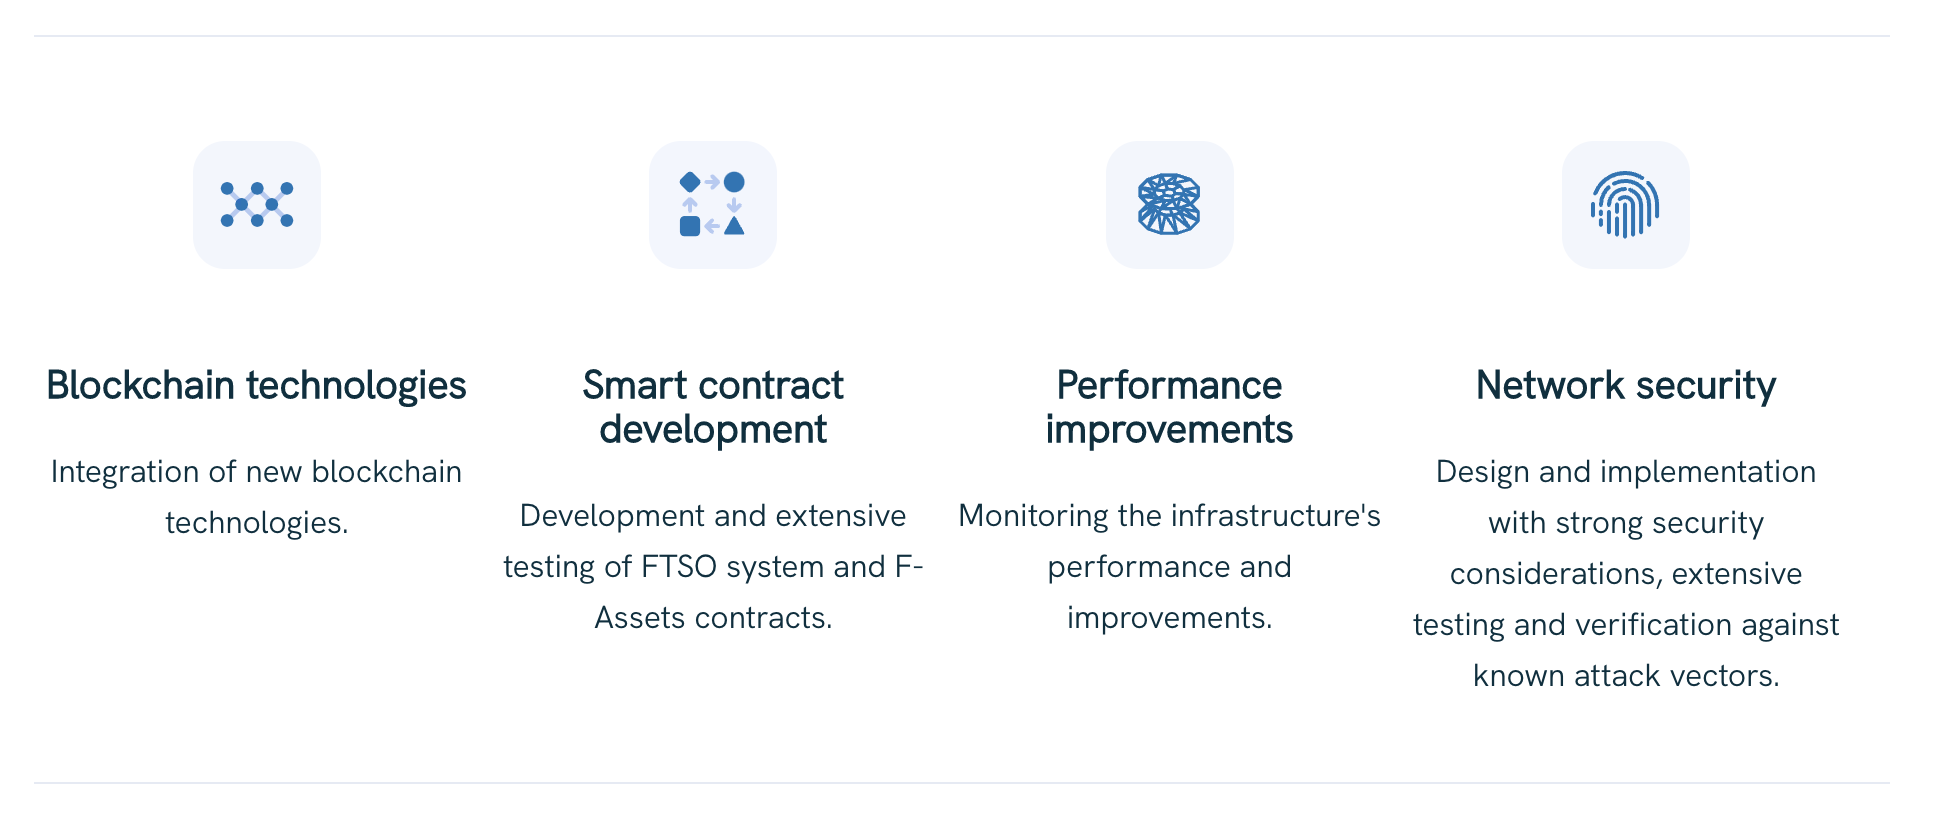 Blockchain technologies
Integration of new blockchain
technologies.
Smart contract
development
Development and extensive
testing of FTSO system and F-
Assets contracts.
Performance
improvements
Monitoring the infrastructure's
performance and
improvements.
Network security
Design and implementation
with strong security
considerations, extensive
testing and verification against
known attack vectors.